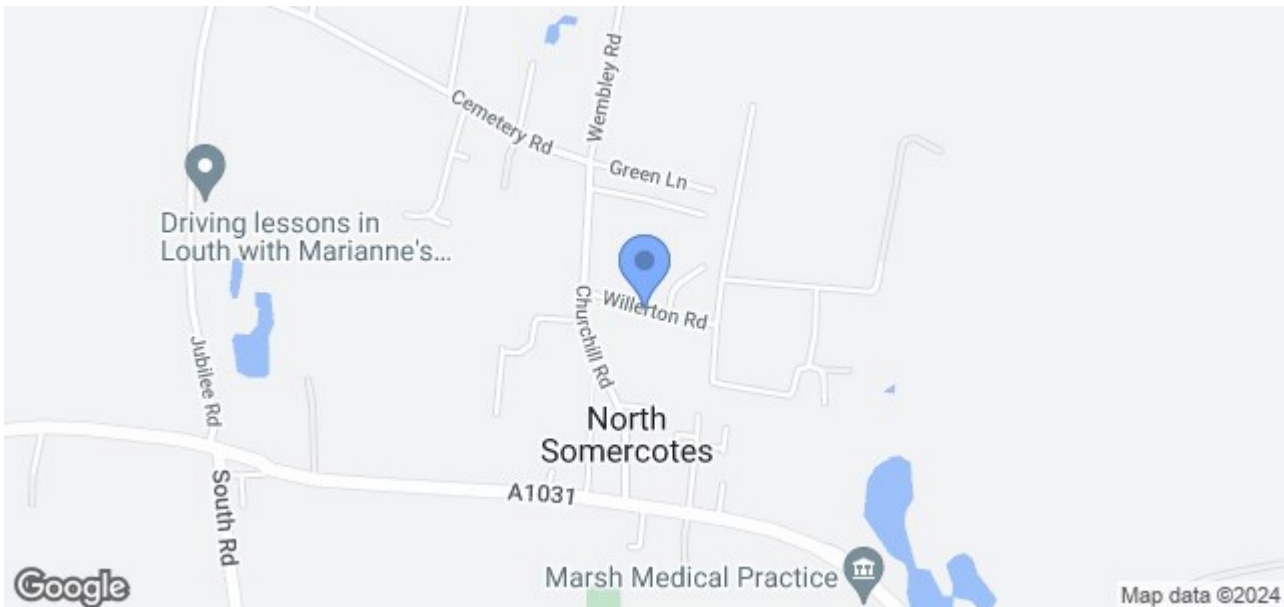 Wembley Rd
Cemetery Rd
Green Ln
Driving lessons in
Louth with Marianne's...
Willerton Rd
Churchill Rd
Jubilee Rd
North
Somercotes
South Rd
A1031
Marsh Medical Practice
Google
Map data ©2024